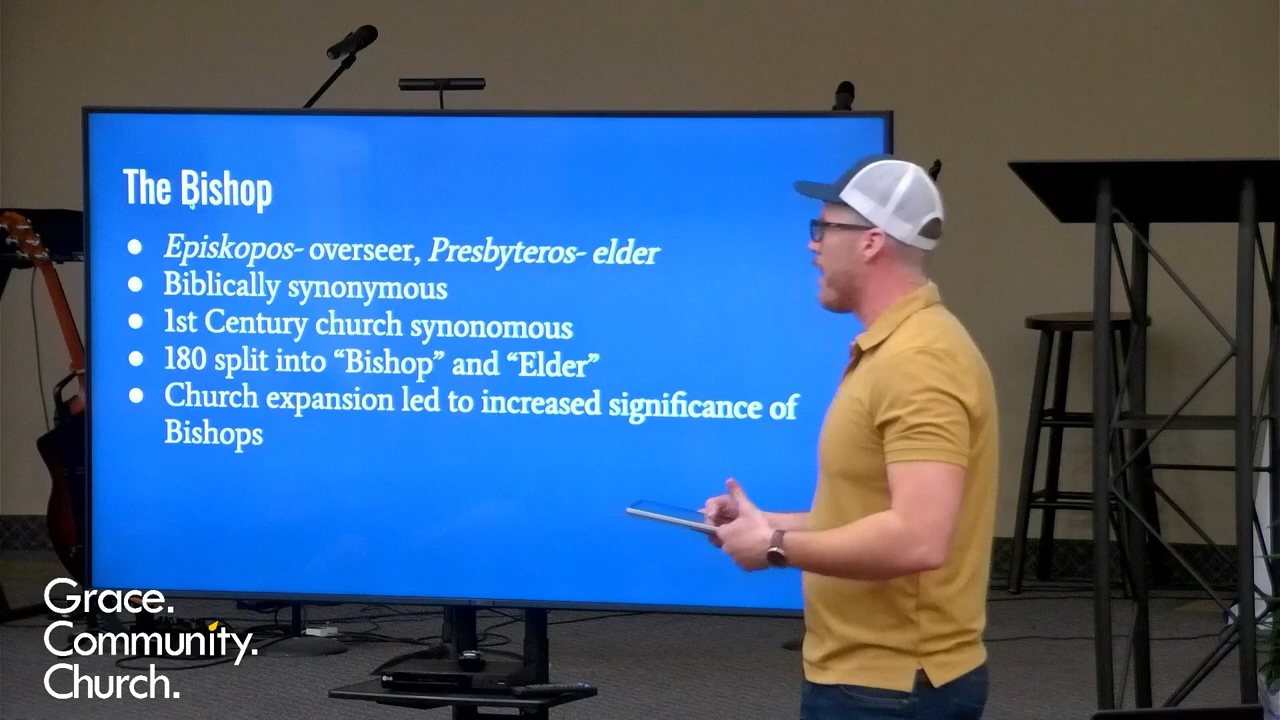 The Bishop
● Episkopos- overseer, Presbyteros- elder
● Biblically synonymous
● 1st Century church synonomous
● 180 split into “Bishop” and “Elder”
● Church expansion led to increased significance of
Bishops
Grace.
Community.
Church.